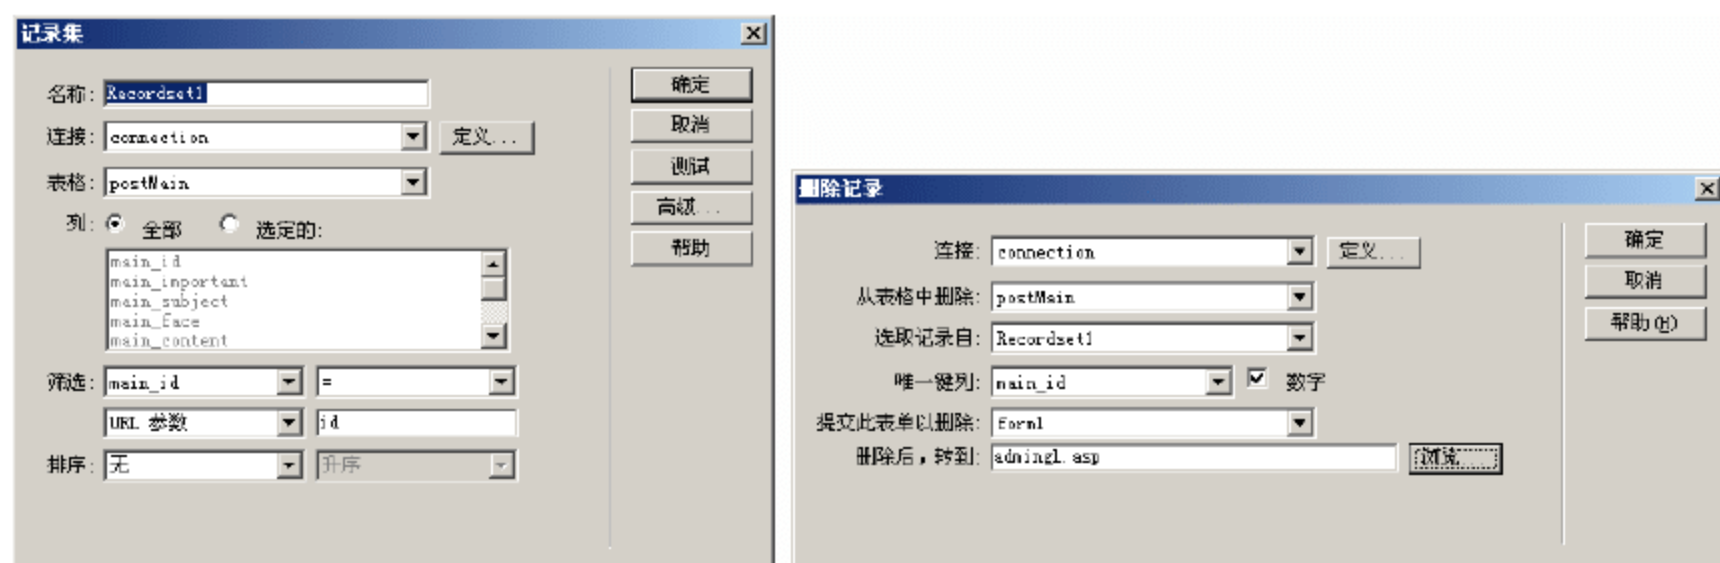 记录集
名称: Recordset1
确定
连接: connection 定义...
取消
表格: postMain
测试
列: 全部 选定的:
高级...
main_id
main_important
main_subject
main_face
main_content
帮助
筛选: main_id =
URL 参数 id
排序: 无 升序
删除记录
连接: connection 定义...
确定
从表格中删除: postMain
取消
选取记录自: Recordset1
帮助(H)
唯一键列: main_id 数字
提交此表单以删除: form1
删除后，转到: admingl.asp 浏览...